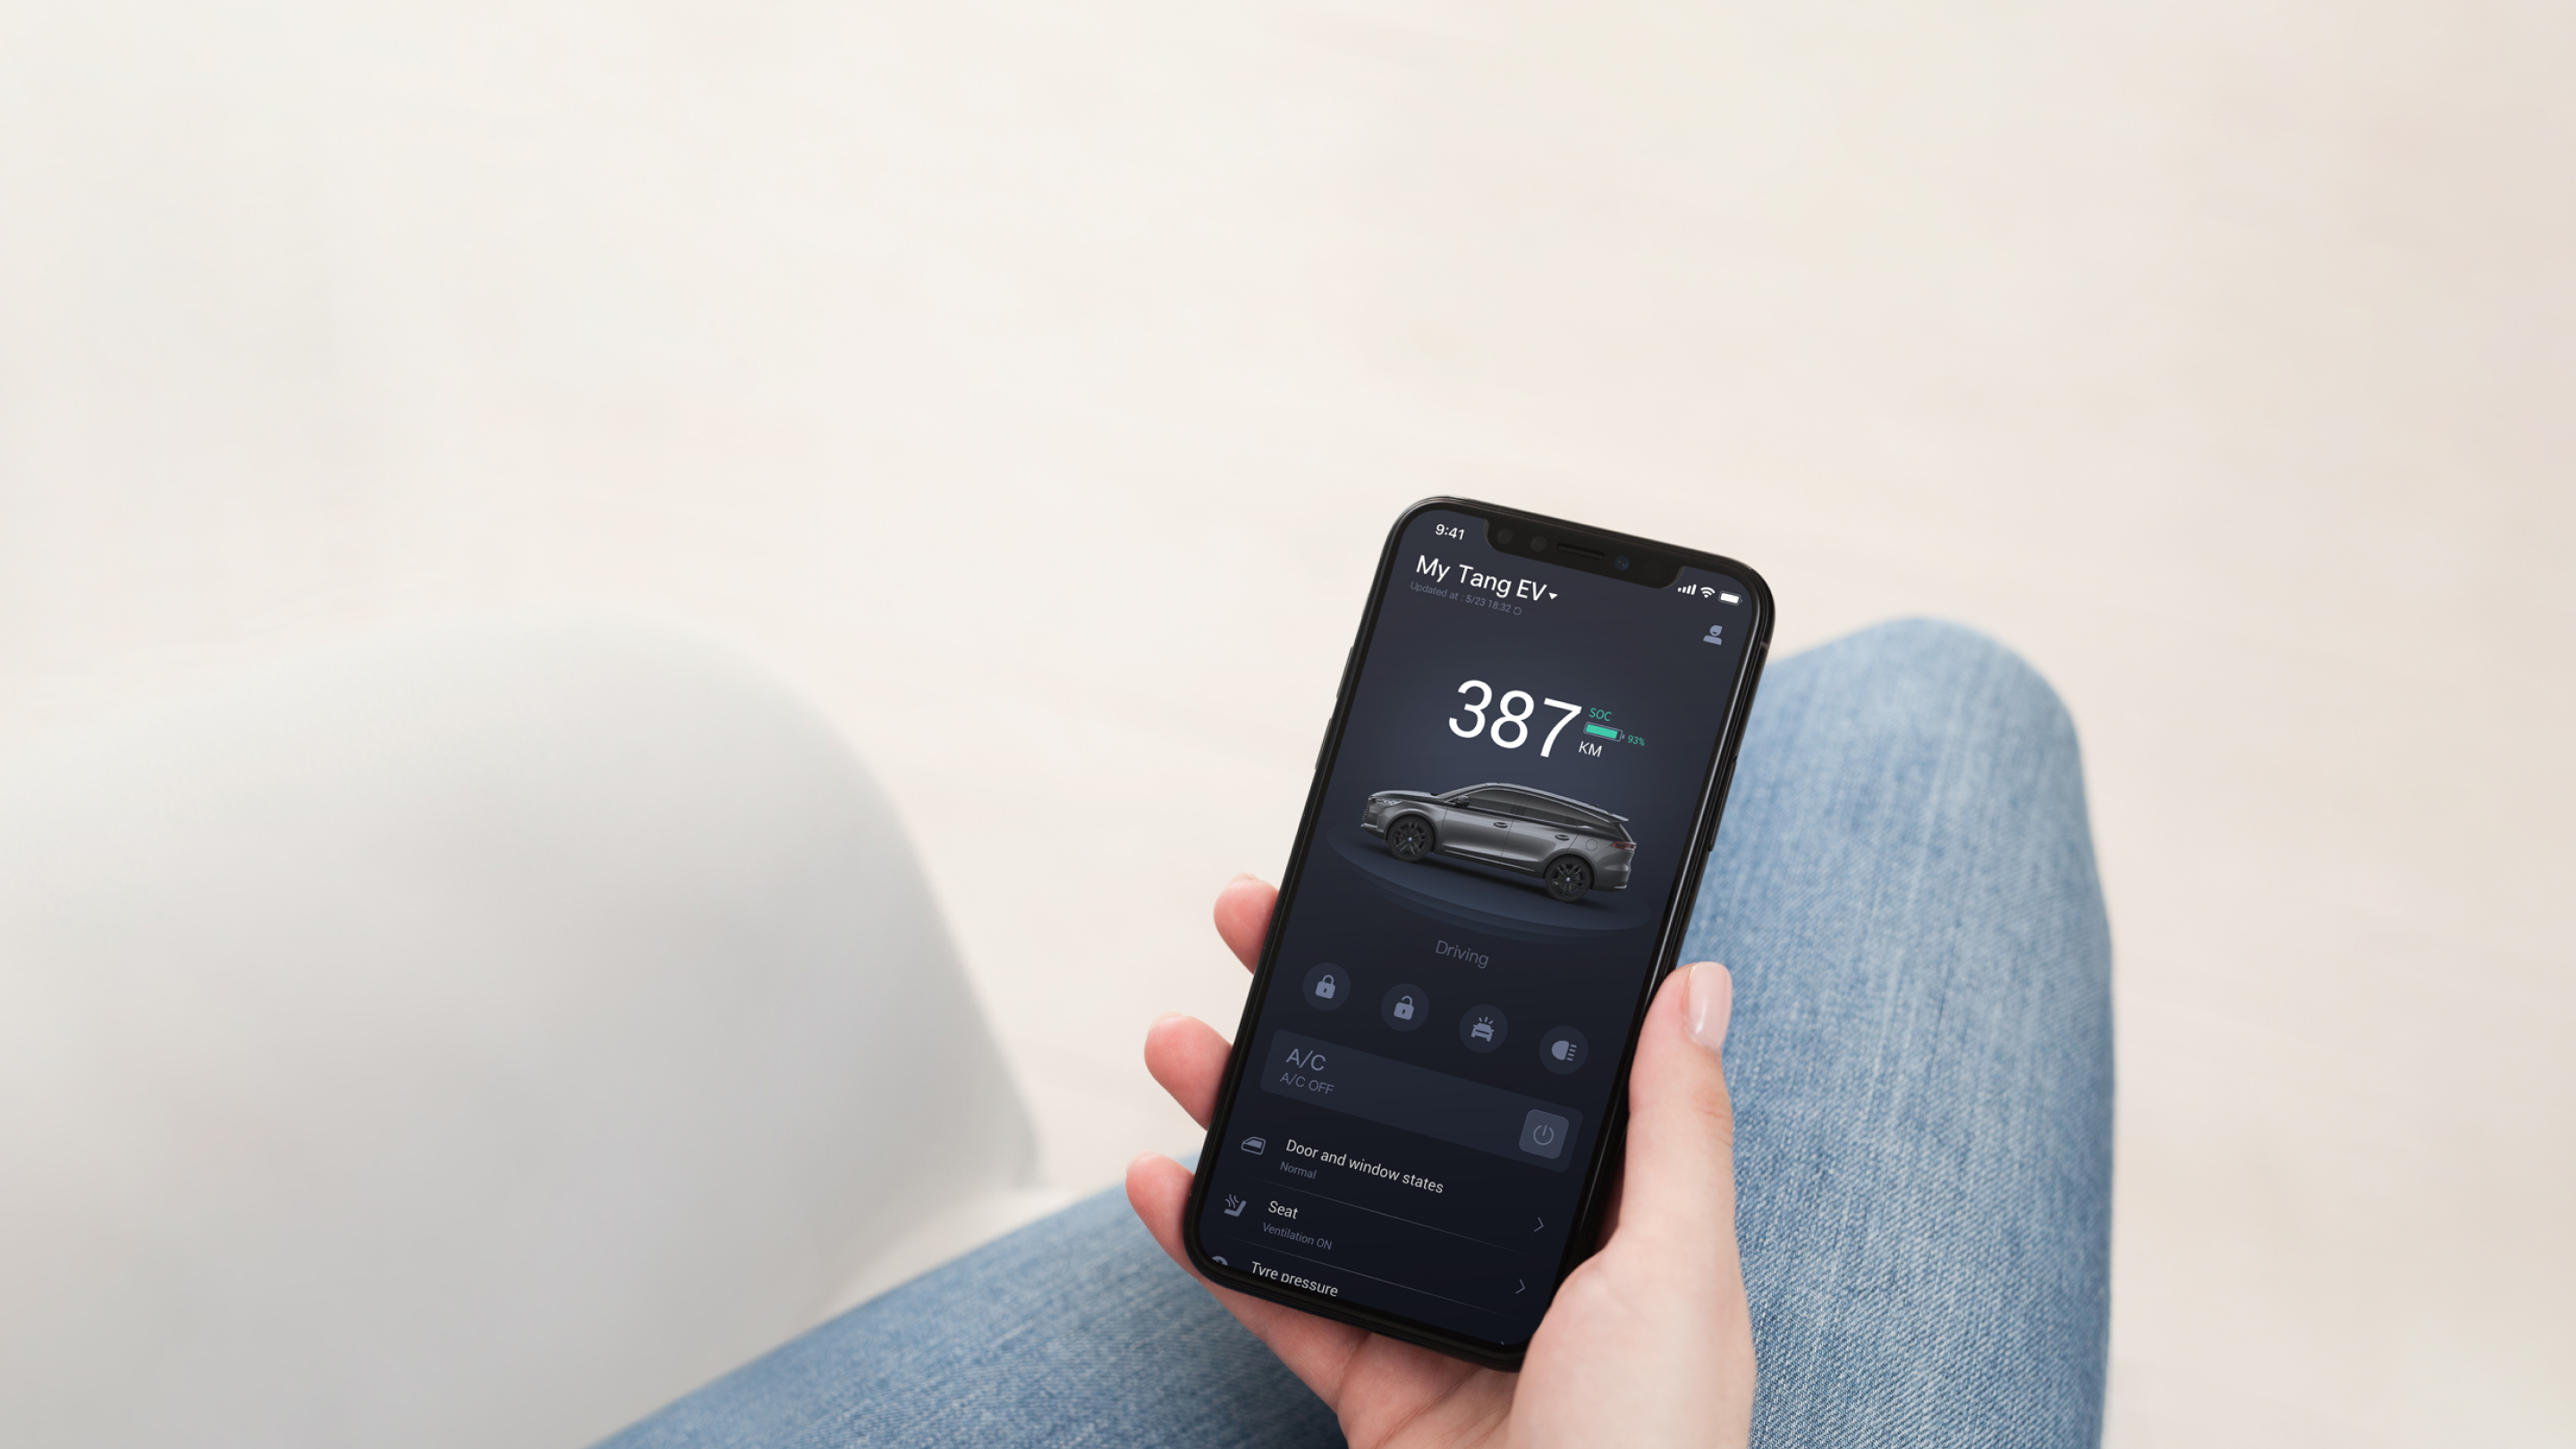 9:41
My Tang EV
Updated at : 5/23 18:32
387
SOC
93%
KM
Driving
A/C
A/C OFF
Door and window states
Normal
Seat
Ventilation ON
Tyre pressure